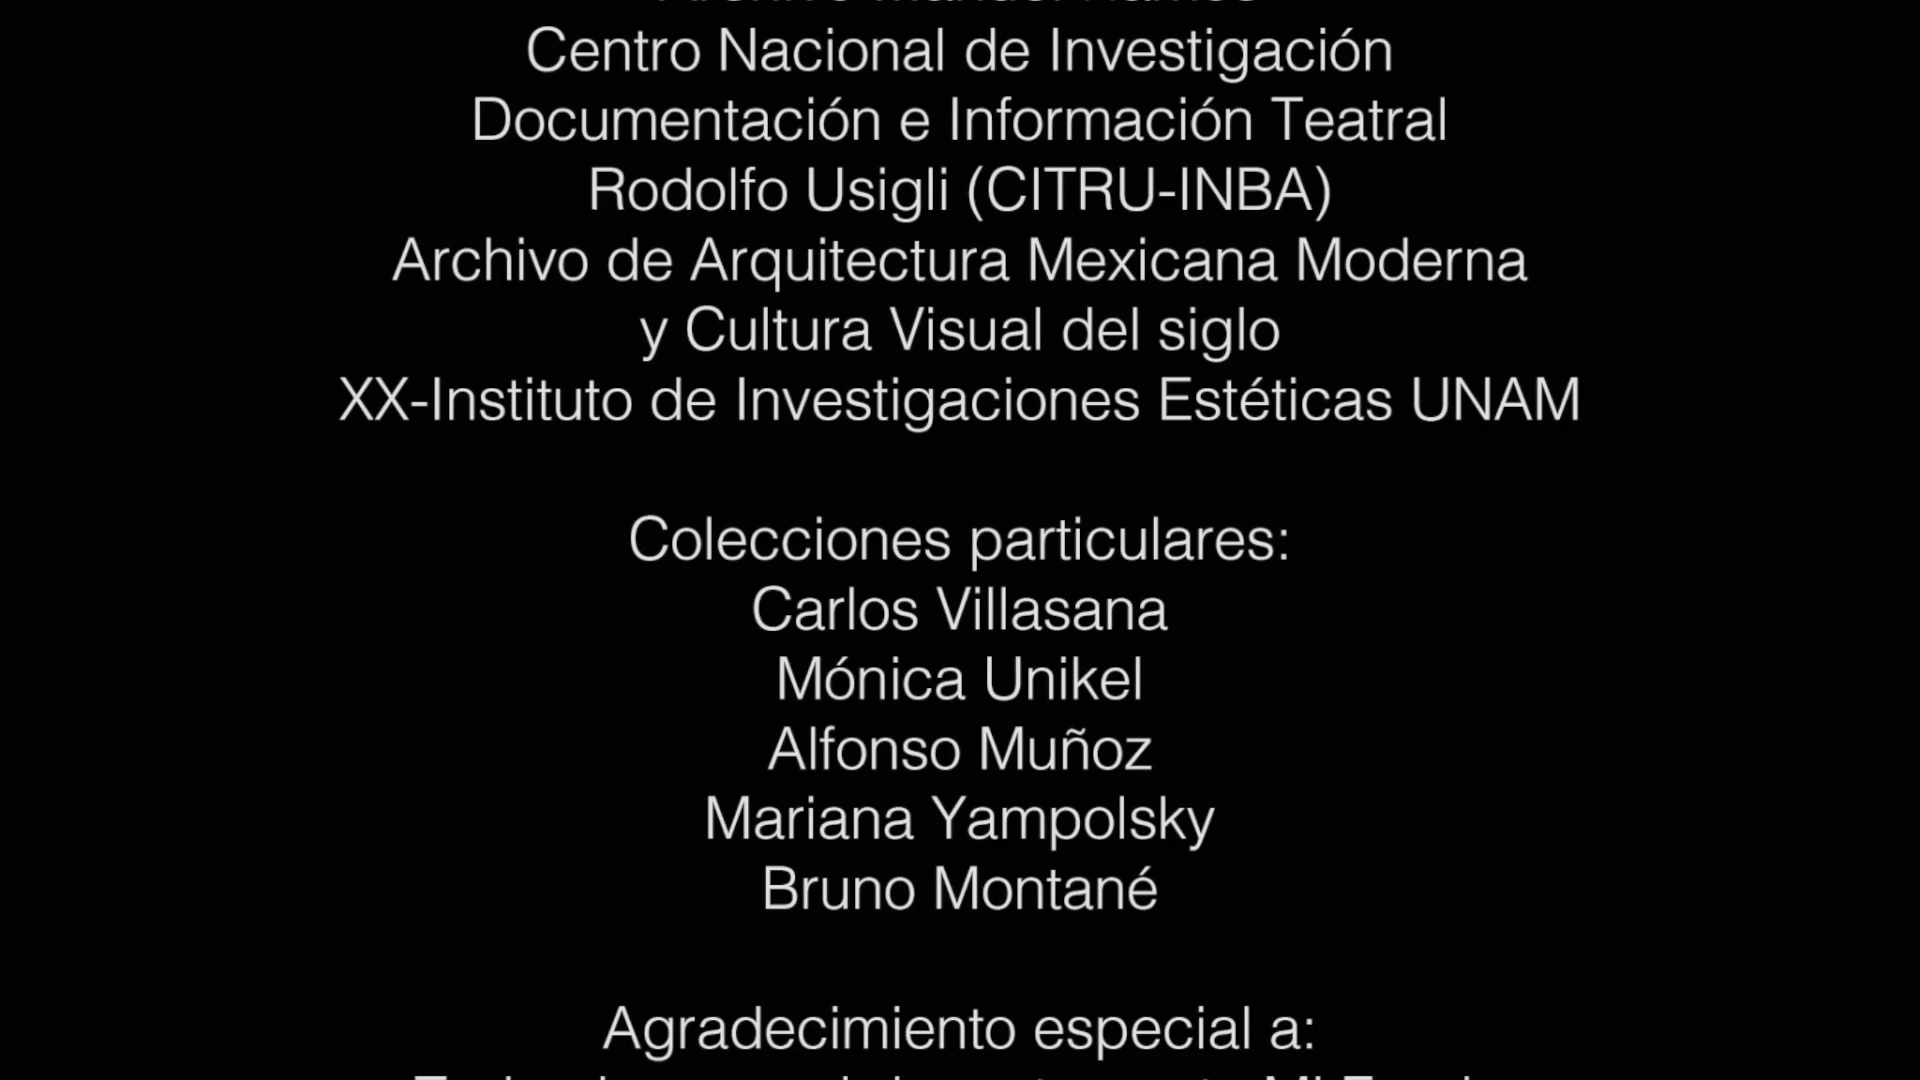 Centro Nacional de Investigación
Documentación e Información Teatral
Rodolfo Usigli (CITRU-INBA)
Archivo de Arquitectura Mexicana Moderna
y Cultura Visual del siglo
XX-Instituto de Investigaciones Estéticas UNAM
Colecciones particulares:
Carlos Villasana
Mónica Unikel
Alfonso Muñoz
Mariana Yampolsky
Bruno Montané
Agradecimiento especial a: